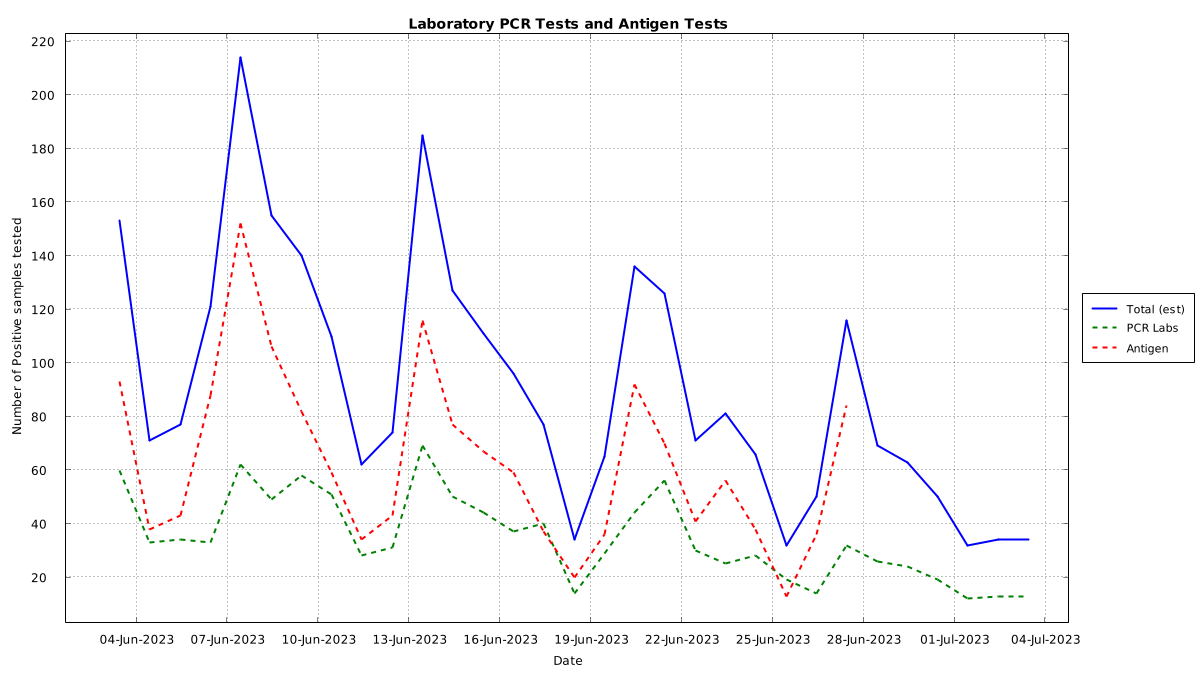 Laboratory PCR Tests and Antigen Tests
220
200
180
160
140
120
100
80
60
40
20
Number of Positive samples tested
04-Jun-2023 07-Jun-2023 10-Jun-2023 13-Jun-2023 16-Jun-2023 19-Jun-2023 22-Jun-2023 25-Jun-2023 28-Jun-2023 01-Jul-2023 04-Jul-2023
Date
Total (est)
PCR Labs
Antigen